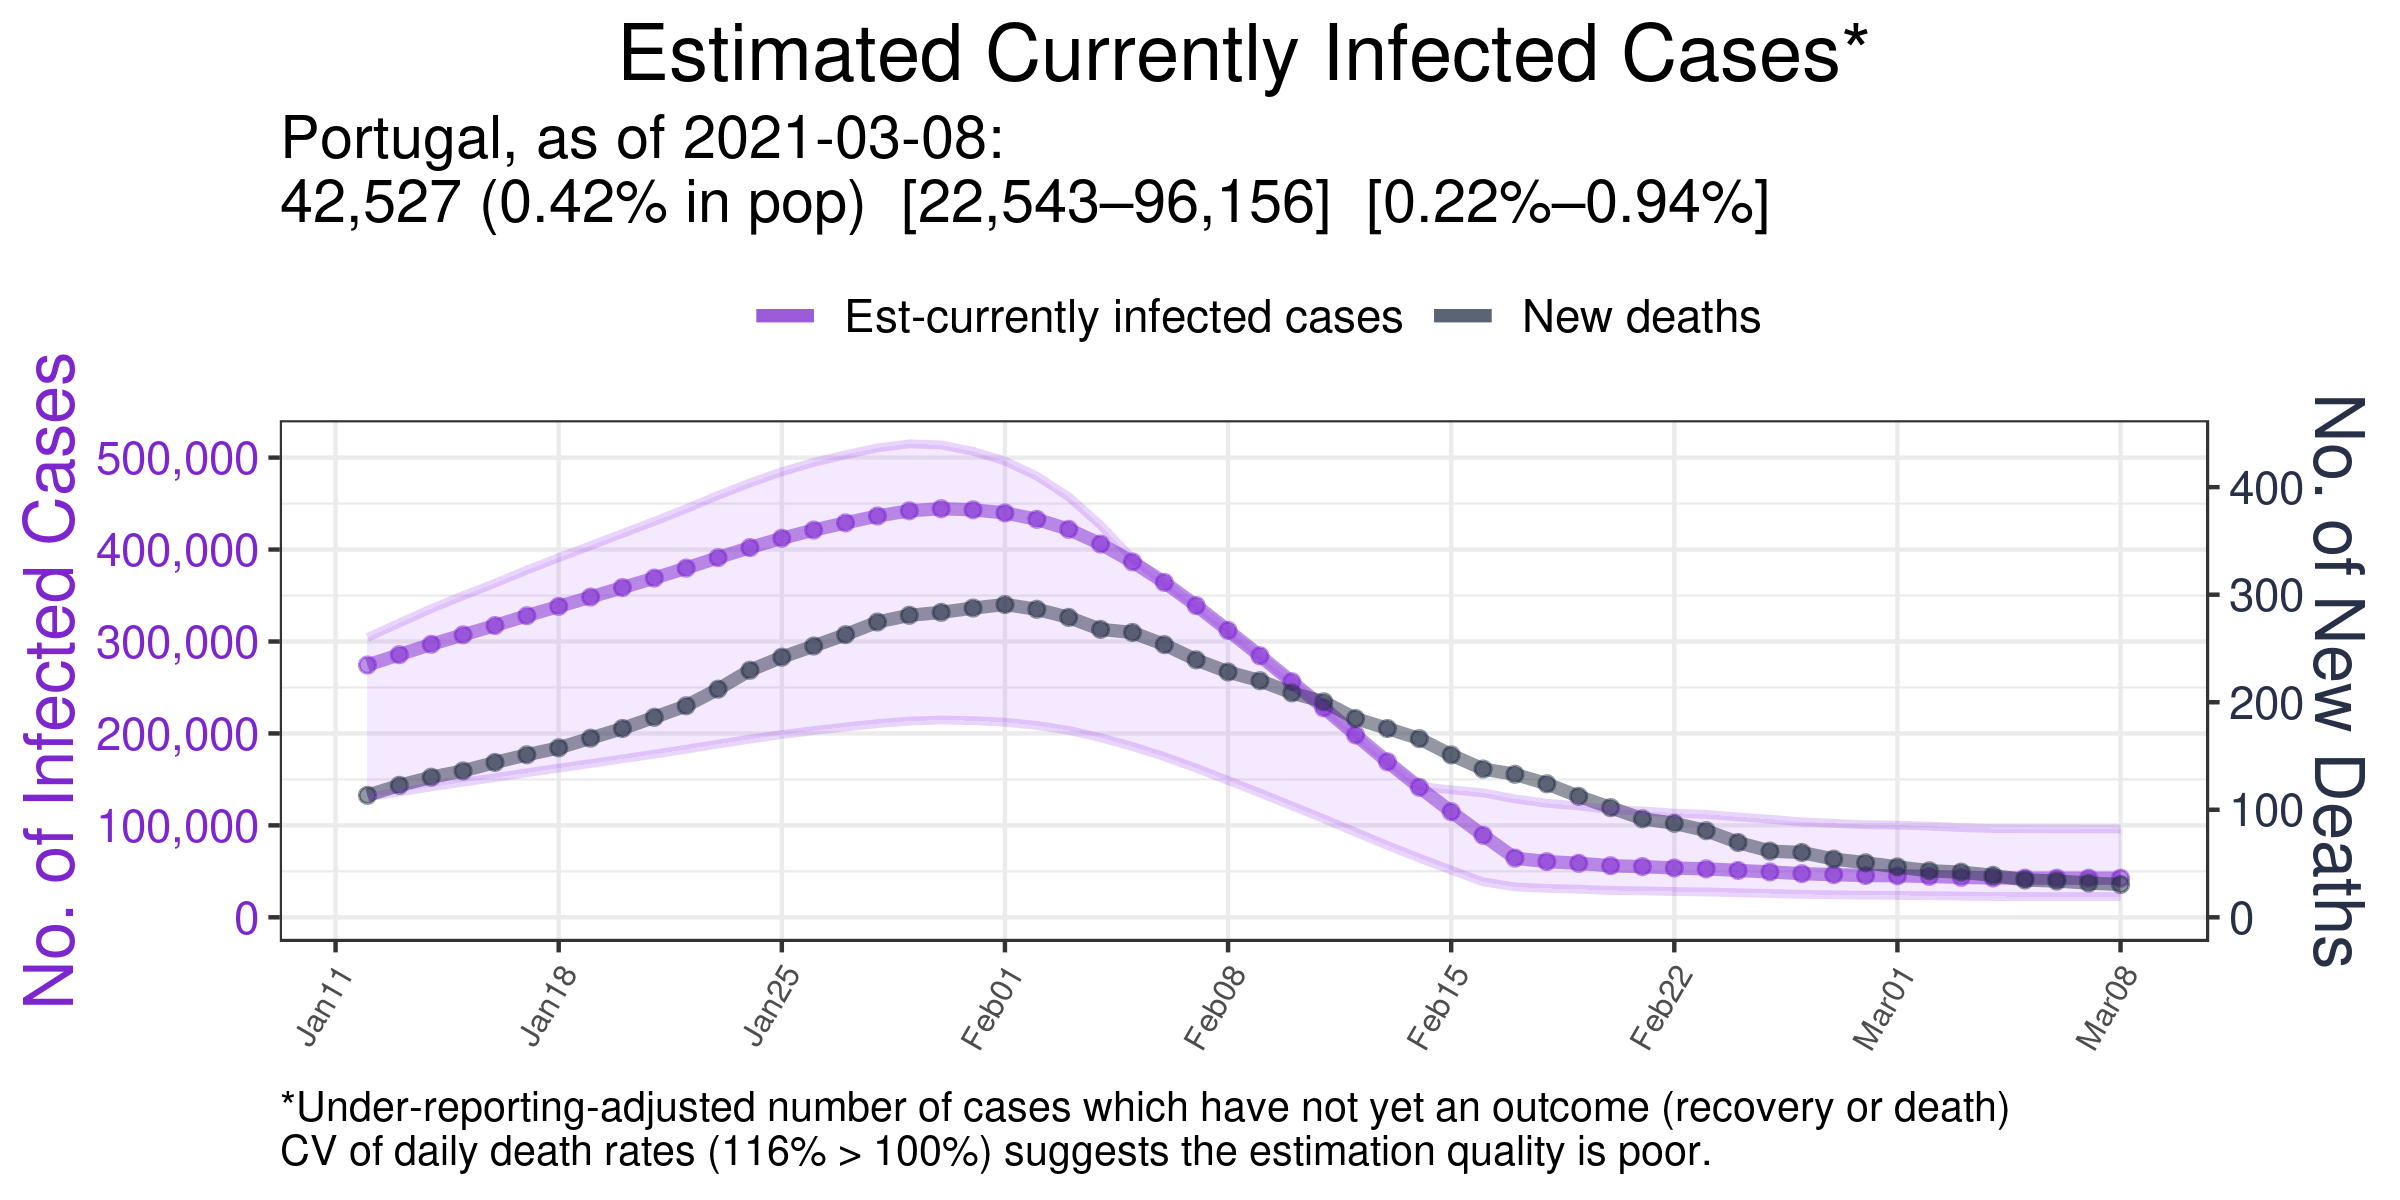 Estimated Currently Infected Cases*
Portugal, as of 2021-03-08:
42,527 (0.42% in pop)  [22,543–96,156]  [0.22%–0.94%]
Est-currently infected cases
New deaths
No. of Infected Cases
500,000
400,000
300,000
200,000
100,000
0
No. of New Deaths
400
300
200
100
0
Jan11
Jan18
Jan25
Feb01
Feb08
Feb15
Feb22
Mar01
Mar08
*Under-reporting-adjusted number of cases which have not yet an outcome (recovery or death)
CV of daily death rates (116% > 100%) suggests the estimation quality is poor.